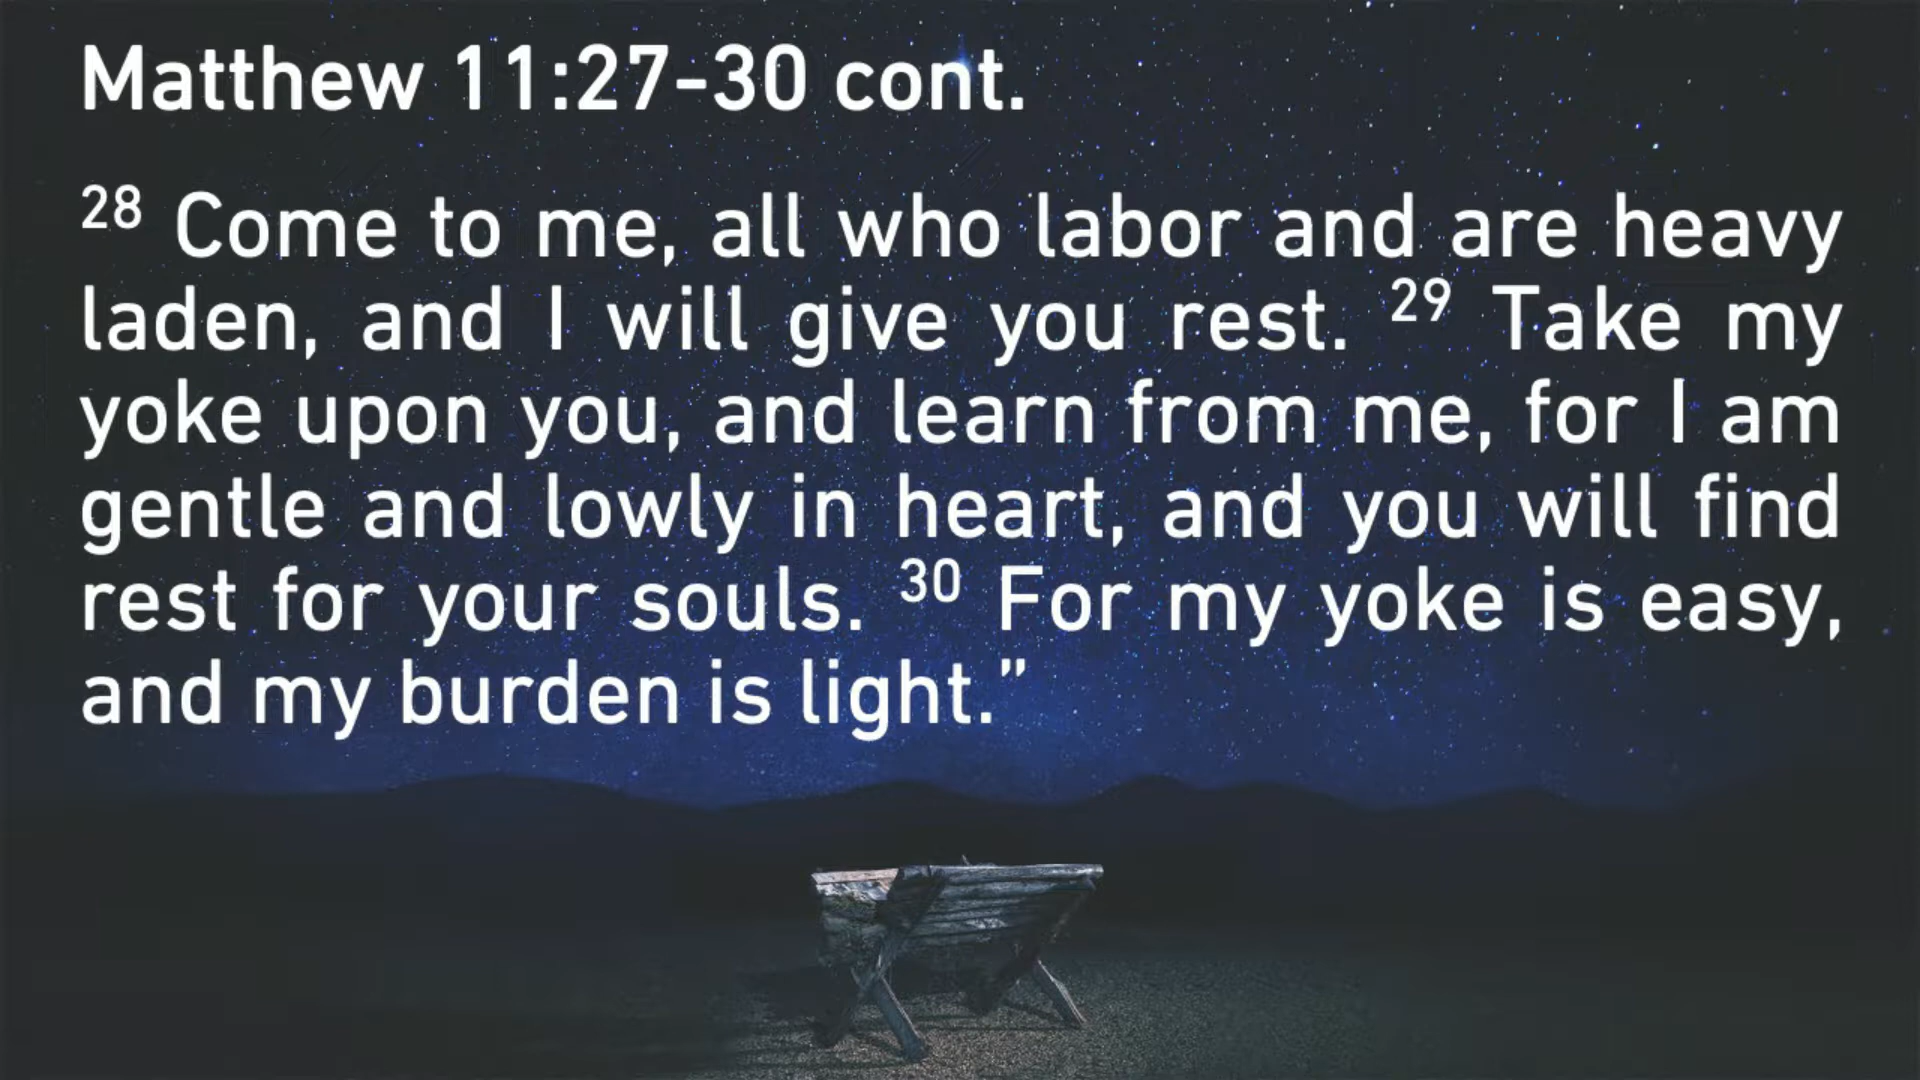 Matthew 11:27-30 cont.
28 Come to me, all who labor and are heavy
laden, and I will give you rest. 29 Take my
yoke upon you, and learn from me, for I am
gentle and lowly in heart, and you will find
rest for your souls. 30 For my yoke is easy,
and my burden is light.”